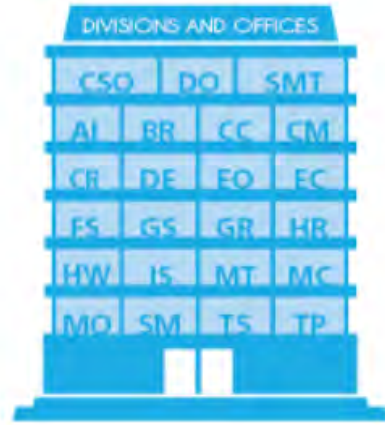 DIVISIONS AND OFFICES
CSO DO SMT
AI BR CC CM
CR DE EO EC
FS GS GR HR
HW IS MT MC
MO SM TS TP